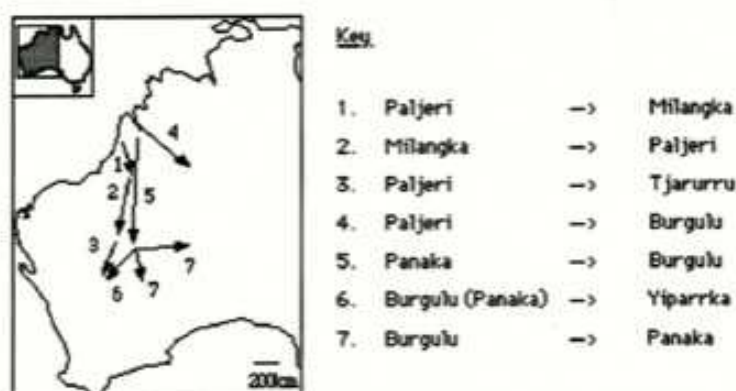 Key
1. Paljeri –> Milangka
2. Milangka –> Paljeri
3. Paljeri –> Tjarurru
4. Paljeri –> Burgulu
5. Panaka –> Burgulu
6. Burgulu (Panaka) –> Yiparrka
7. Burgulu –> Panaka
4
1
2
5
3
7
6
7
200km